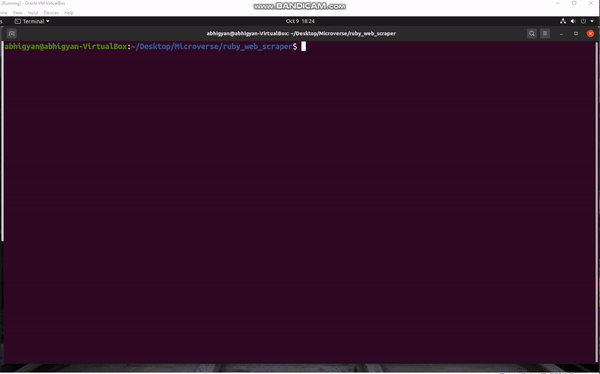 [Running] - Oracle VM VirtualBox
WWW.BANDICAM.COM
View Input Devices Help
Terminal
Oct 9 18:24
abhigyan@abhigyan-VirtualBox: ~/Desktop/Microverse/ruby_web_scraper
abhigyan@abhigyan-VirtualBox:~/Desktop/Microverse/ruby_web_scraper$